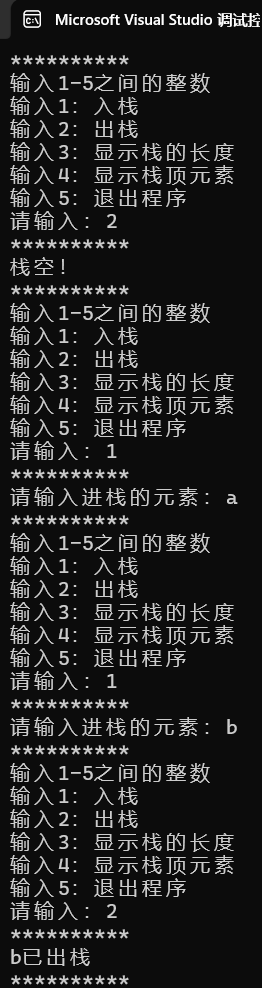 Microsoft Visual Studio 调试控
**********
输入1-5之间的整数
输入1: 入栈
输入2: 出栈
输入3: 显示栈的长度
输入4: 显示栈顶元素
输入5: 退出程序
请输入: 2
**********
栈空!
**********
输入1-5之间的整数
输入1: 入栈
输入2: 出栈
输入3: 显示栈的长度
输入4: 显示栈顶元素
输入5: 退出程序
请输入: 1
**********
请输入进栈的元素: a
**********
输入1-5之间的整数
输入1: 入栈
输入2: 出栈
输入3: 显示栈的长度
输入4: 显示栈顶元素
输入5: 退出程序
请输入: 1
**********
请输入进栈的元素: b
**********
输入1-5之间的整数
输入1: 入栈
输入2: 出栈
输入3: 显示栈的长度
输入4: 显示栈顶元素
输入5: 退出程序
请输入: 2
**********
b已出栈
**********